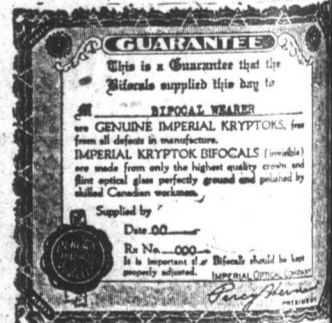 GUARANTEE
This is a Guarantee that the
Bifocals supplied this day to
M BIFOCAL WEARER
are GENUINE IMPERIAL KRYPTOKS, free
from all defects in manufacture.
IMPERIAL KRYPTOK BIFOCALS (invisible)
are made from only the highest quality crown and
flint optical glass perfectly ground and polished by
skilled Canadian workmen.
Supplied by
Date 00
Rx No. 000
It is important that Bifocals should be kept
properly adjusted.
IMPERIAL OPTICAL COMPANY
Percy Hermant
PRESIDENT